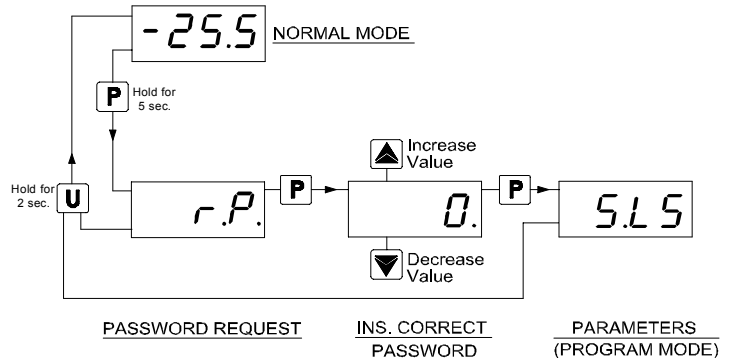 -25.5
NORMAL MODE
P
Hold for
5 sec.
Increase
Value
Hold for
2 sec.
U
r.P.
P
0.
P
S.LS
Decrease
Value
PASSWORD REQUEST
INS. CORRECT
PASSWORD
PARAMETERS
(PROGRAM MODE)